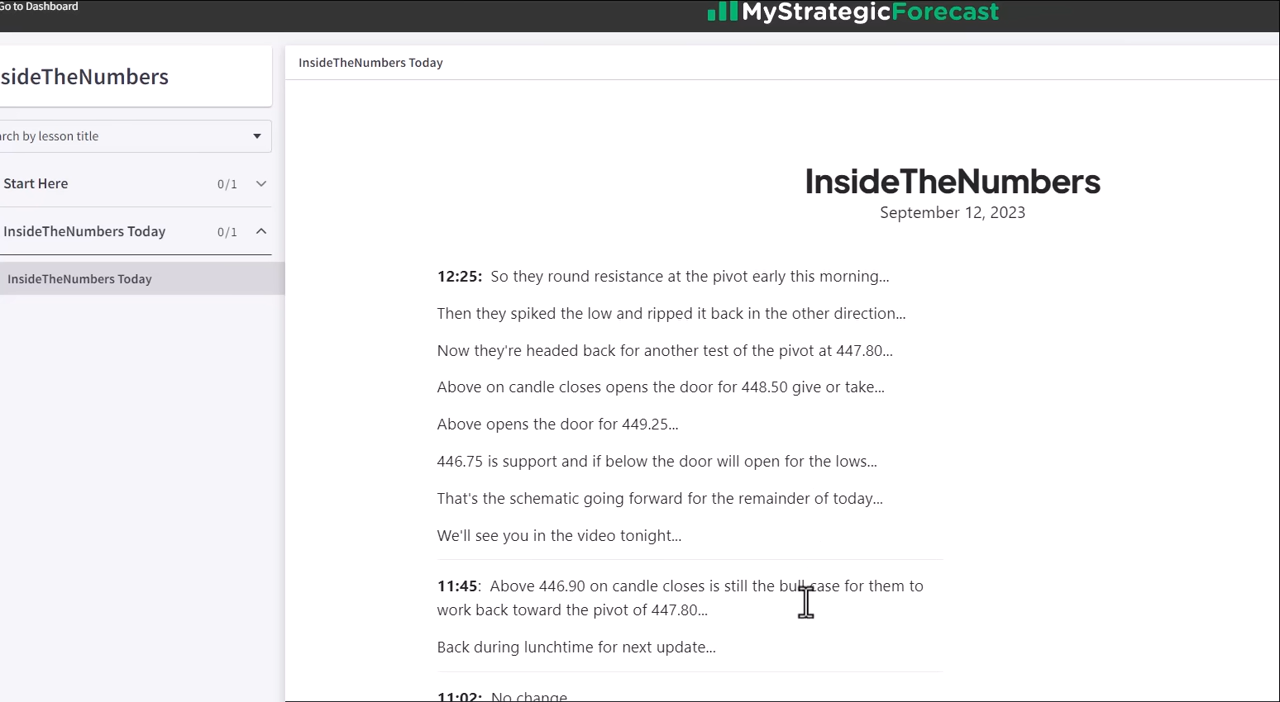 Go to Dashboard
MyStrategicForecast
sideTheNumbers
InsideTheNumbers Today
rch by lesson title
Start Here 0/1
InsideTheNumbers Today 0/1
InsideTheNumbers Today
InsideTheNumbers
September 12, 2023
12:25: So they round resistance at the pivot early this morning...
Then they spiked the low and ripped it back in the other direction...
Now they're headed back for another test of the pivot at 447.80...
Above on candle closes opens the door for 448.50 give or take...
Above opens the door for 449.25...
446.75 is support and if below the door will open for the lows...
That's the schematic going forward for the remainder of today...
We'll see you in the video tonight...
11:45: Above 446.90 on candle closes is still the bull case for them to
work back toward the pivot of 447.80...
Back during lunchtime for next update...
11:02: No change